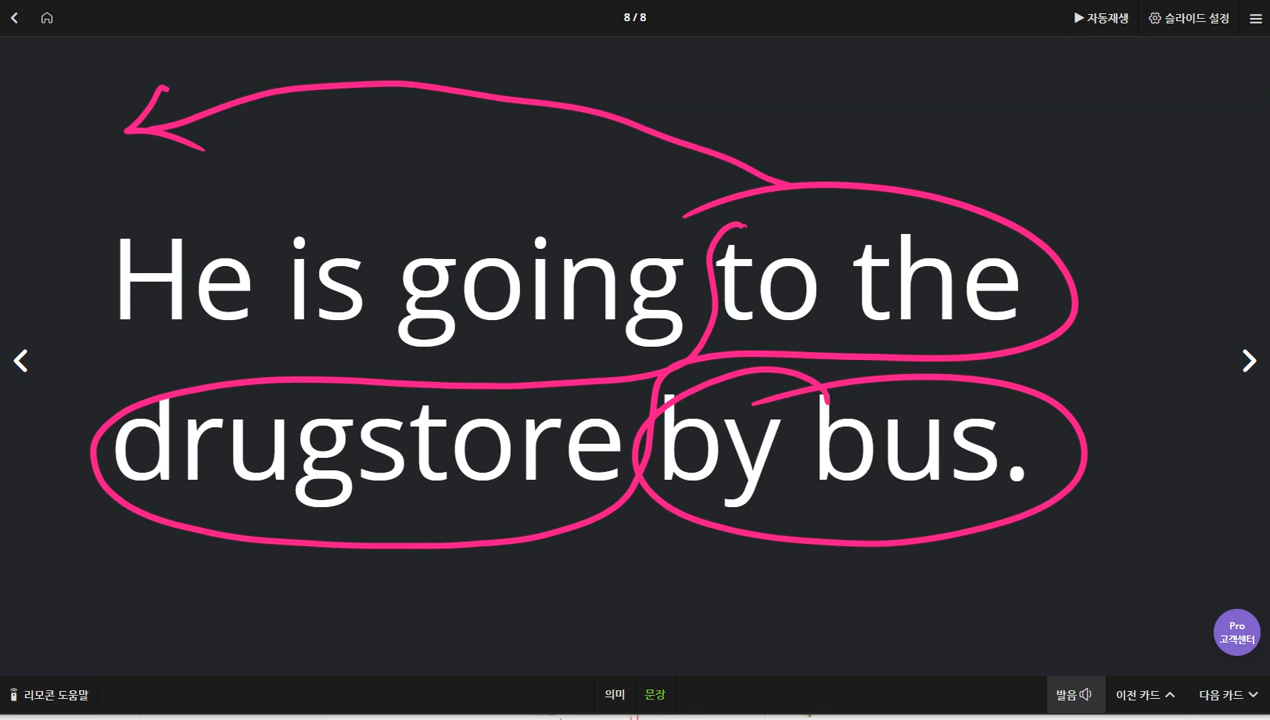 8 / 8
자동재생
슬라이드 설정
He is going to the
drugstore by bus.
Pro
고객센터
리모콘 도움말
의미
문장
발음
이전 카드
다음 카드